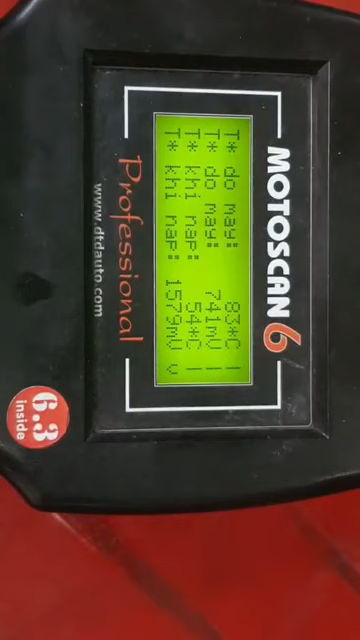 MOTOSCAN 6
T* do may: 83*C |
T* do may: 741mV |
T* khi nap: 54*C |
T* khi nap: 1579mV v
Professional
www.dtdauto.com
6.3
inside